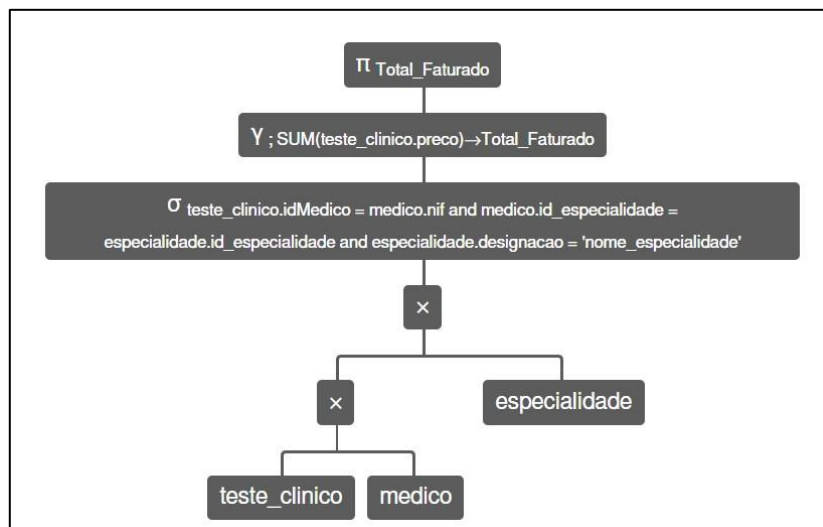 π Total_Faturado
γ ; SUM(teste_clinico.preco)→Total_Faturado
σ teste_clinico.idMedico = medico.nif and medico.id_especialidade =
especialidade.id_especialidade and especialidade.designacao = 'nome_especialidade'
×
×
especialidade
teste_clinico
medico